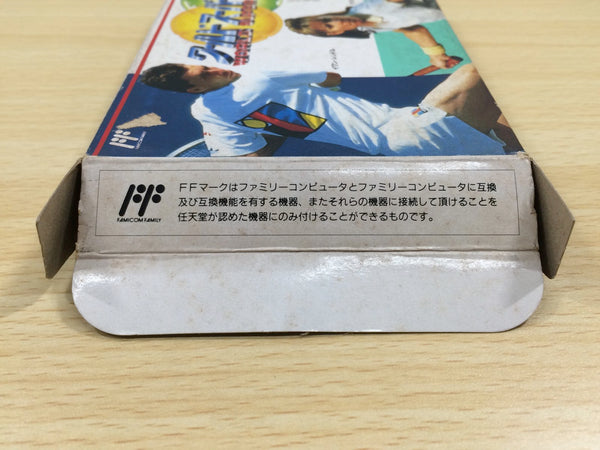 FF
FAMICOM FAMILY
FFマークはファミリーコンピュータとファミリーコンピュータに互換
及び互換機能を有する機器、またそれらの機器に接続して頂けることを
任天堂が認めた機器にのみ付けることができるものです。